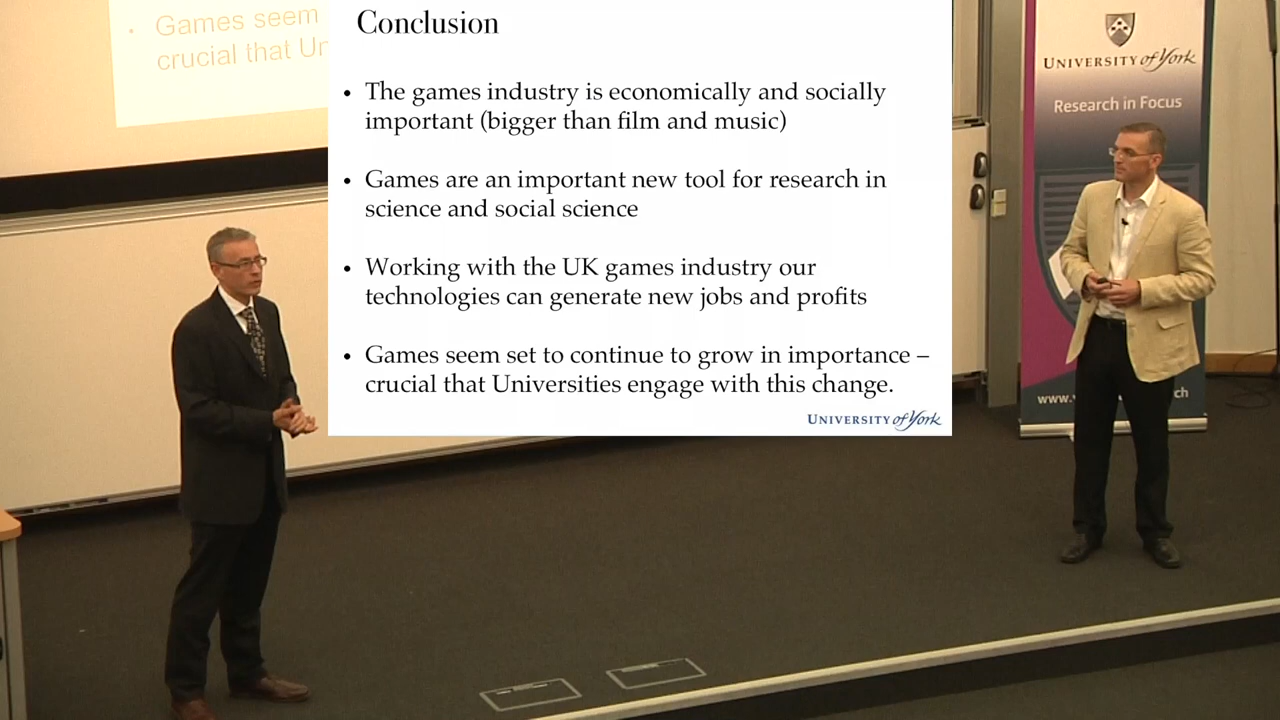 Games seem
crucial that Un
Conclusion
• The games industry is economically and socially
important (bigger than film and music)
• Games are an important new tool for research in
science and social science
• Working with the UK games industry our
technologies can generate new jobs and profits
• Games seem set to continue to grow in importance –
crucial that Universities engage with this change.
UNIVERSITY of York
UNIVERSITY of York
Research in Focus
www.
ch